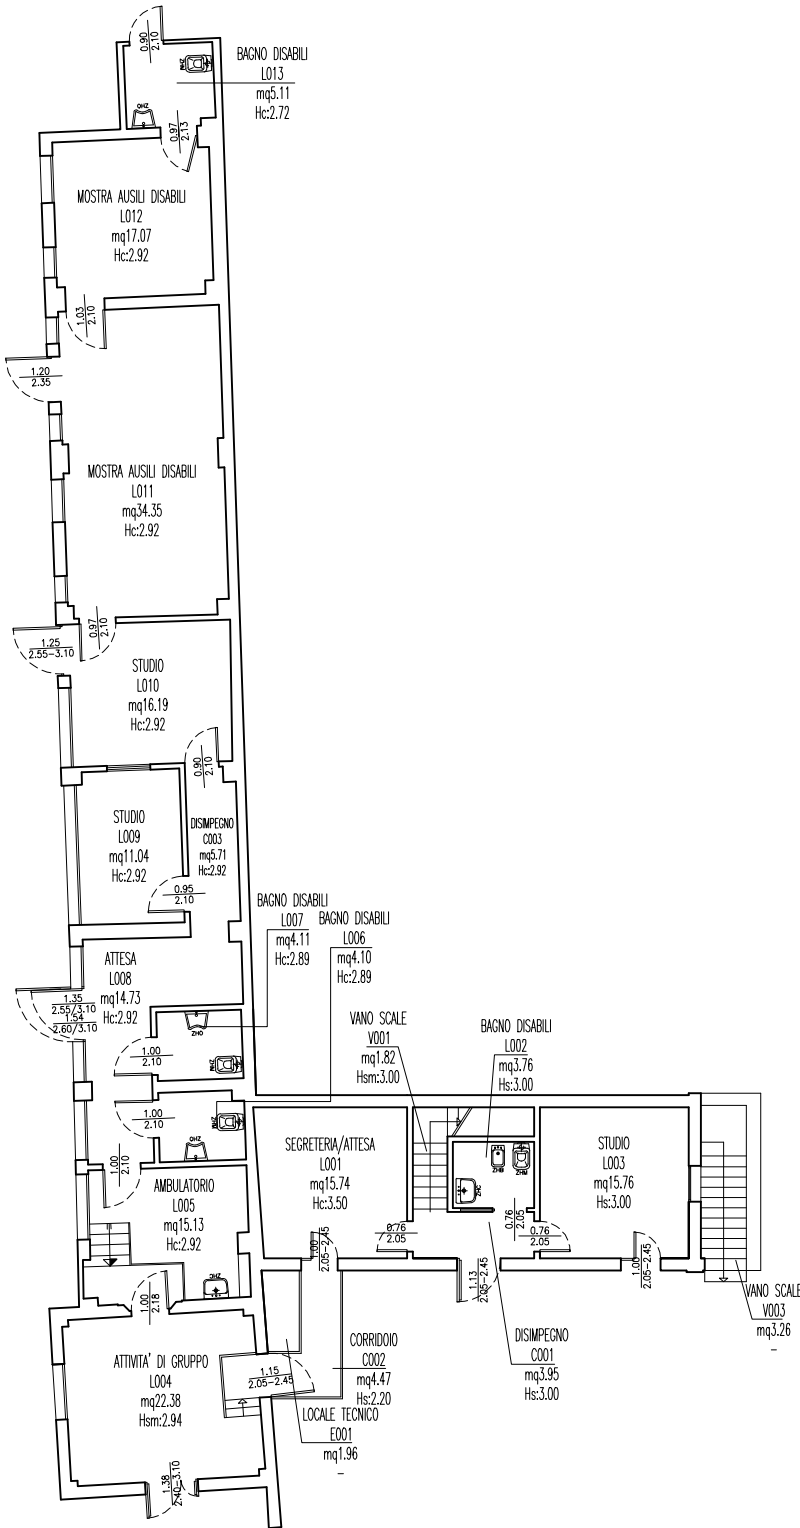 0.90
2.10
BAGNO DISABILI
L013
mq5.11
Hc:2.72
ZHM
ZHO
0.97
2.13
MOSTRA AUSILI DISABILI
L012
mq17.07
Hc:2.92
1.03
2.10
1.20
2.35
MOSTRA AUSILI DISABILI
L011
mq34.35
Hc:2.92
0.97
2.10
1.25
2.55-3.10
STUDIO
L010
mq16.19
Hc:2.92
0.90
2.10
STUDIO
L009
mq11.04
Hc:2.92
DISIMPEGNO
C003
mq5.71
Hc:2.92
0.95
2.10
BAGNO DISABILI
L007
mq4.11
Hc:2.89
BAGNO DISABILI
L006
mq4.10
Hc:2.89
ATTESA
L008
mq14.73
Hc:2.92
1.35
2.55/3.10
1.54
2.60/3.10
ZHO
ZHM
1.00
2.10
VANO SCALE
V001
mq1.82
Hsm:3.00
BAGNO DISABILI
L002
mq3.76
Hs:3.00
1.00
2.10
ZHM
ZHO
1.00
2.10
SEGRETERIA/ATTESA
L001
mq15.74
Hc:3.50
ZHB
ZHM
ZHC
STUDIO
L003
mq15.76
Hs:3.00
AMBULATORIO
L005
mq15.13
Hc:2.92
0.76
2.05
0.76
2.05
0.76
2.05
1.00
2.05-2.45
1.00
2.05-2.45
1.13
2.05-2.45
ZHO
1.00
2.18
VANO SCALE
V003
mq3.26
-
DISIMPEGNO
C001
mq3.95
Hs:3.00
CORRIDOIO
C002
mq4.47
Hs:2.20
ATTIVITA' DI GRUPPO
L004
mq22.38
Hsm:2.94
1.15
2.05-2.45
LOCALE TECNICO
E001
mq1.96
-
1.38
2.40-3.10